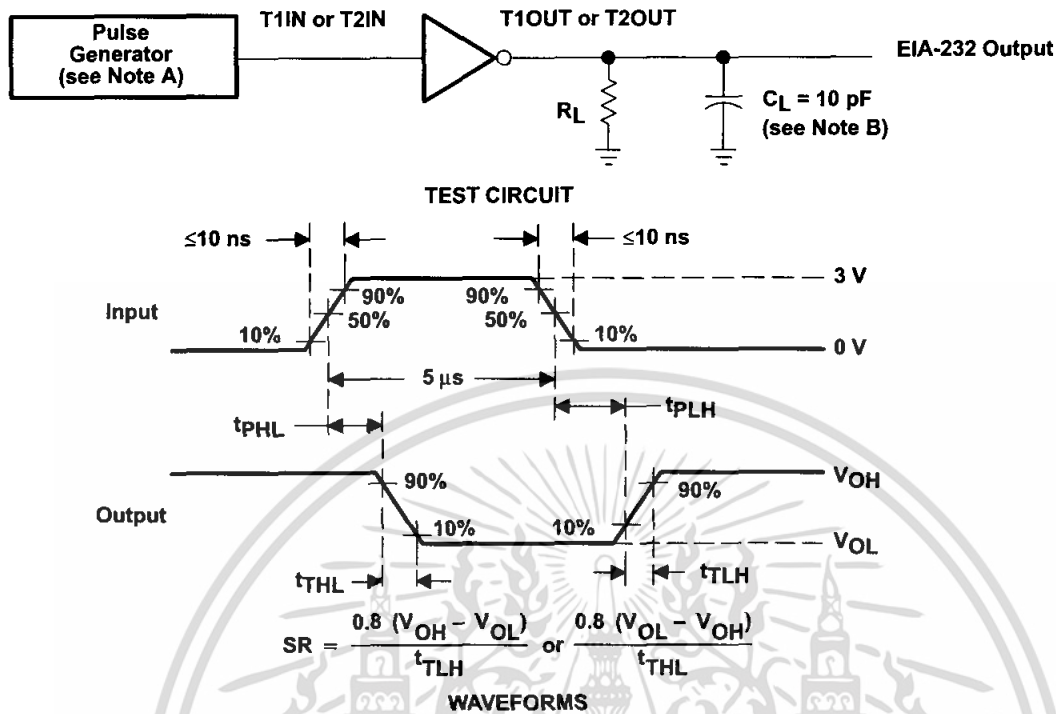 T1IN or T2IN
T1OUT or T2OUT
Pulse
Generator
(see Note A)
EIA-232 Output
RL
CL = 10 pF
(see Note B)
TEST CIRCUIT
≤10 ns
≤10 ns
3 V
90%
90%
Input
50%
50%
10%
10%
0 V
5 μs
tPHL
tPLH
VOH
90%
90%
Output
10%
10%
VOL
tTHL
tTLH
SR = 0.8 (VOH – VOL) / tTLH or 0.8 (VOL – VOH) / tTHL
WAVEFORMS